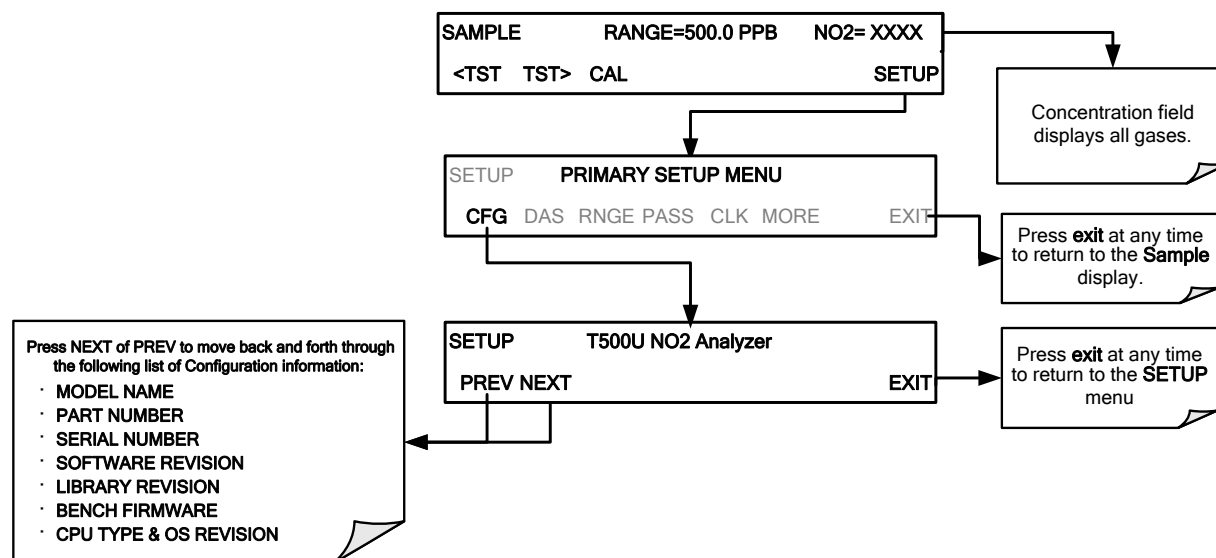 SAMPLE RANGE=500.0 PPB NO2= XXXX
<TST TST> CAL SETUP
Concentration field
displays all gases.
SETUP PRIMARY SETUP MENU
CFG DAS RNGE PASS CLK MORE EXIT
Press exit at any time
to return to the Sample
display.
SETUP T500U NO2 Analyzer
PREV NEXT EXIT
Press exit at any time
to return to the SETUP
menu
Press NEXT of PREV to move back and forth through
the following list of Configuration information:
· MODEL NAME
· PART NUMBER
· SERIAL NUMBER
· SOFTWARE REVISION
· LIBRARY REVISION
· BENCH FIRMWARE
· CPU TYPE & OS REVISION